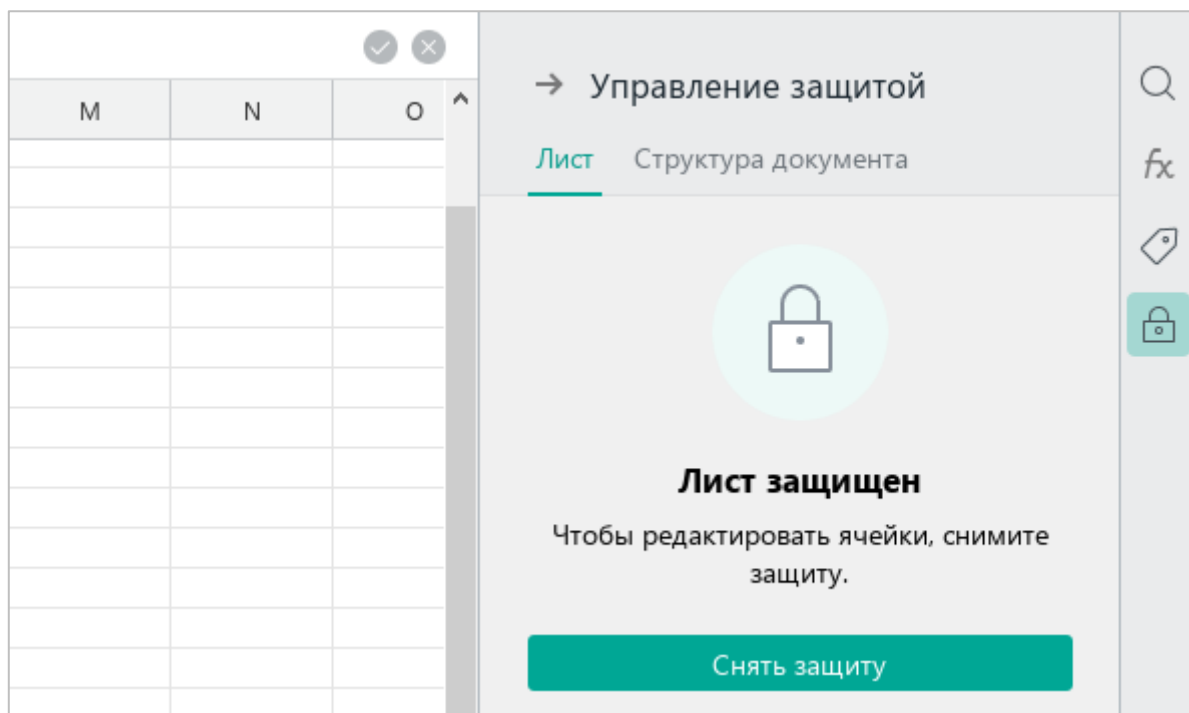 M N O
Управление защитой
Лист Структура документа
fx
Лист защищен
Чтобы редактировать ячейки, снимите
защиту.
Снять защиту